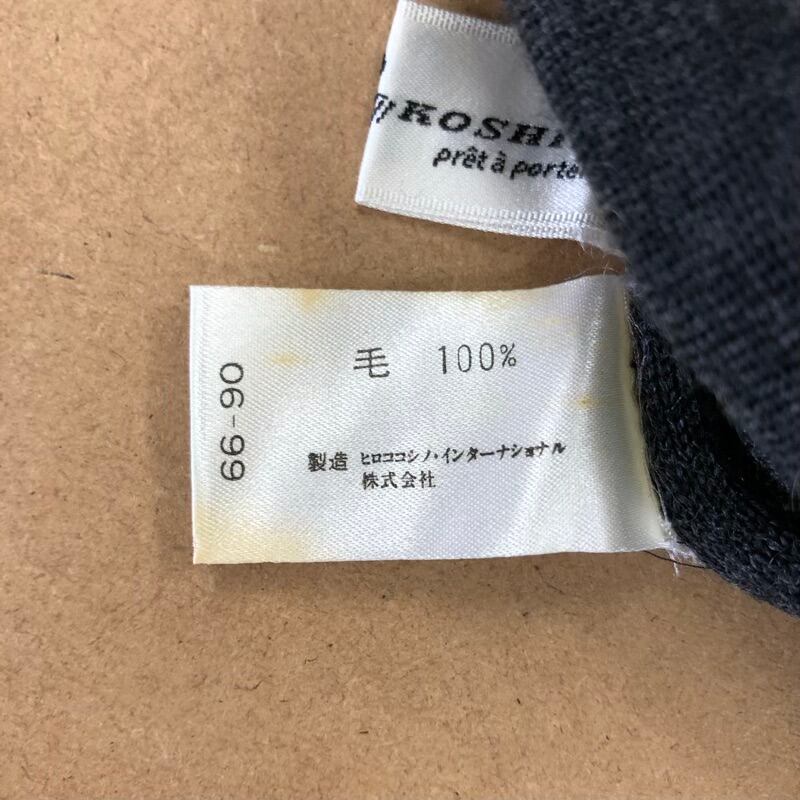 KOSHI
prêt à porter
毛 100%
製造 ヒロココシノ・インターナショナル
株式会社
66-90